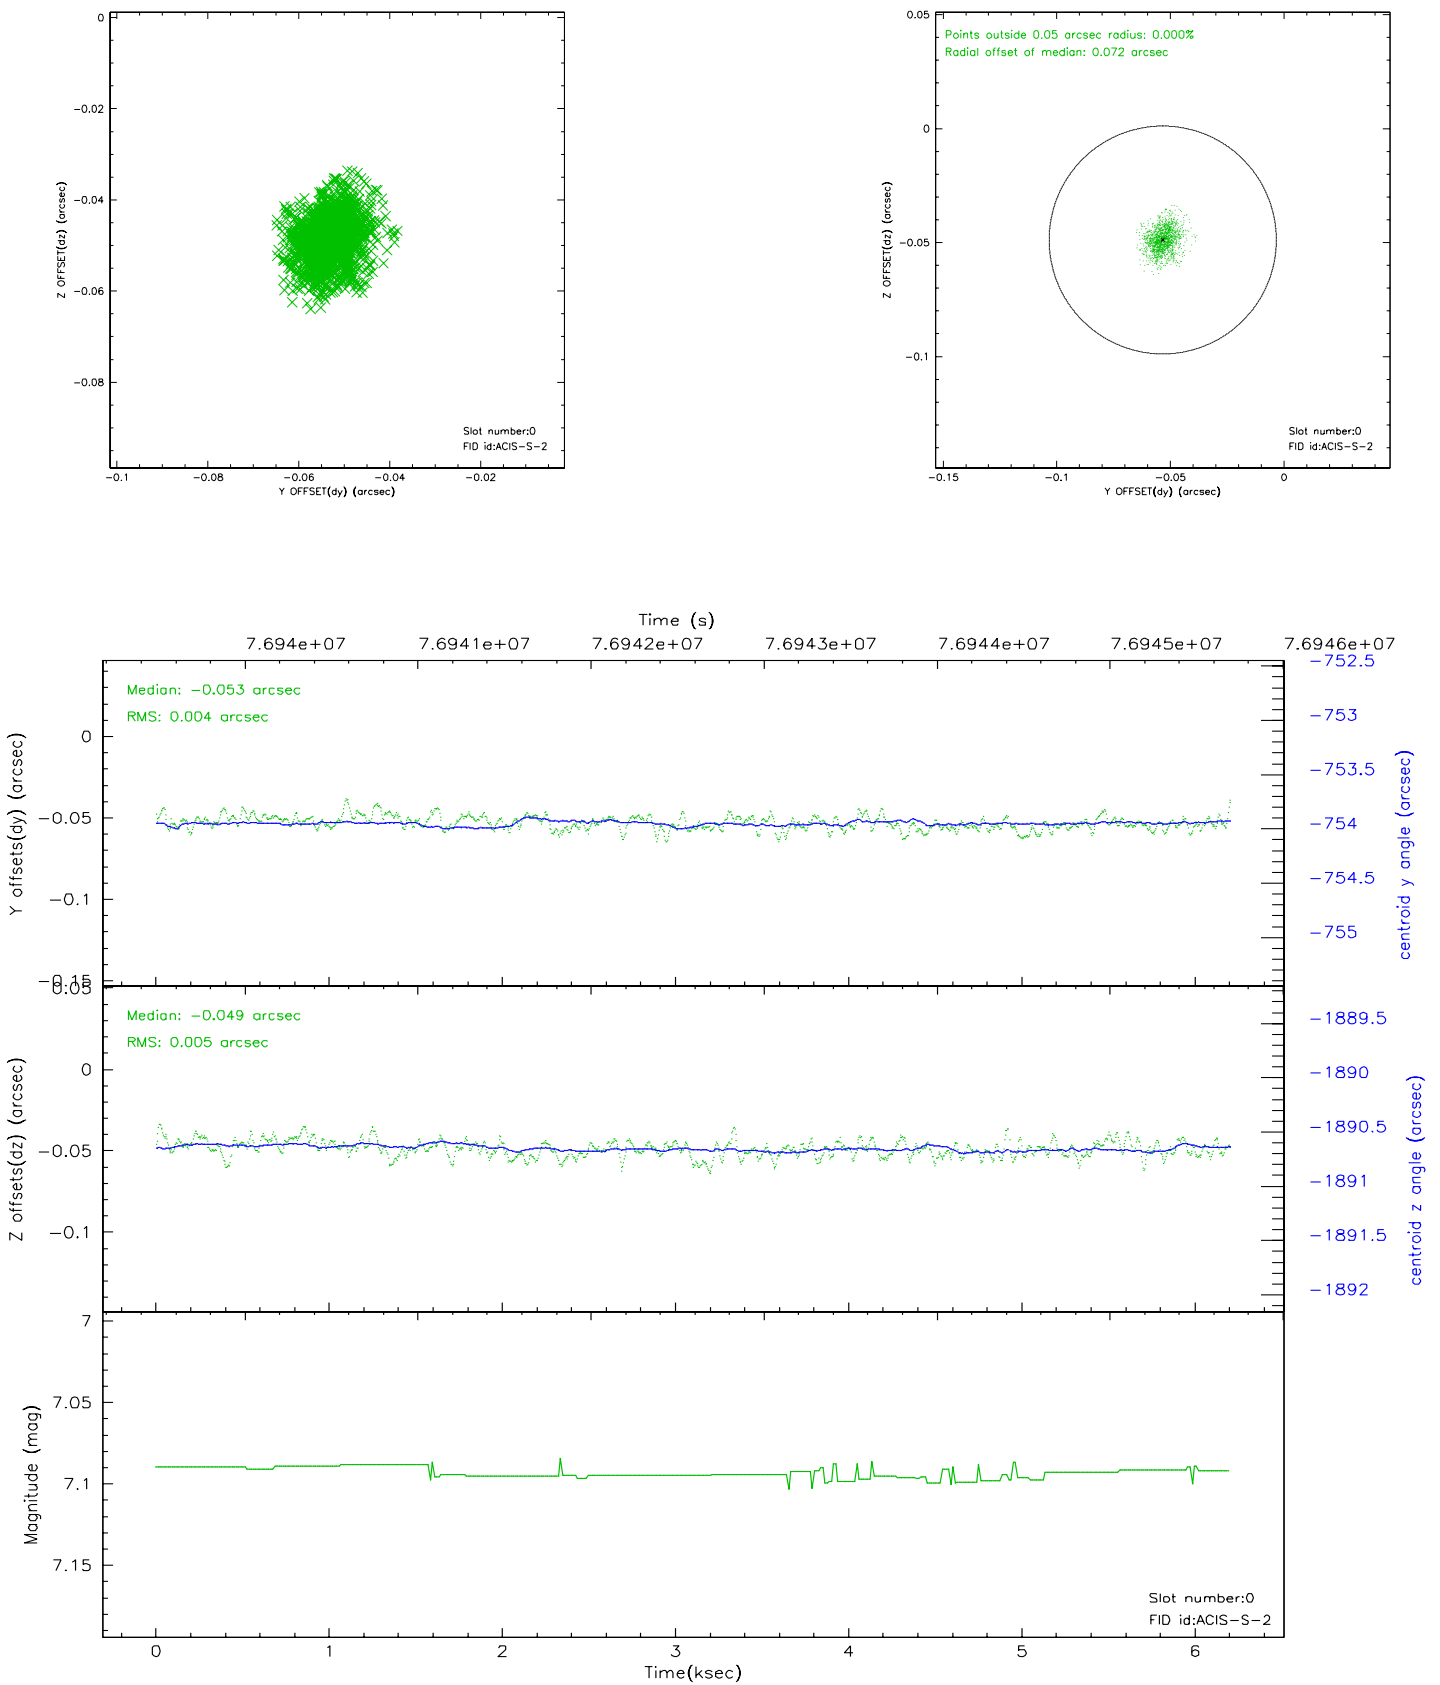 0
−0.02
−0.04
−0.06
−0.08
Z OFFSET(dz) (arcsec)
Slot number:0
FID id:ACIS−S−2
−0.1 −0.08 −0.06 −0.04 −0.02
Y OFFSET(dy) (arcsec)
0.05
Points outside 0.05 arcsec radius: 0.000%
Radial offset of median: 0.072 arcsec
0
−0.05
−0.1
Z OFFSET(dz) (arcsec)
Slot number:0
FID id:ACIS−S−2
−0.15 −0.1 −0.05 0
Y OFFSET(dy) (arcsec)
Time (s)
7.694e+07 7.6941e+07 7.6942e+07 7.6943e+07 7.6944e+07 7.6945e+07 7.6946e+07
Median: −0.053 arcsec
RMS: 0.004 arcsec
0
−0.05
−0.1
−0.15
Y offsets(dy) (arcsec)
−752.5
−753
−753.5
−754
−754.5
−755
centroid y angle (arcsec)
0.05
Median: −0.049 arcsec
RMS: 0.005 arcsec
0
−0.05
−0.1
Z offsets(dz) (arcsec)
−1889.5
−1890
−1890.5
−1891
−1891.5
−1892
centroid z angle (arcsec)
7
7.05
7.1
7.15
Magnitude (mag)
Slot number:0
FID id:ACIS−S−2
0 1 2 3 4 5 6
Time(ksec)